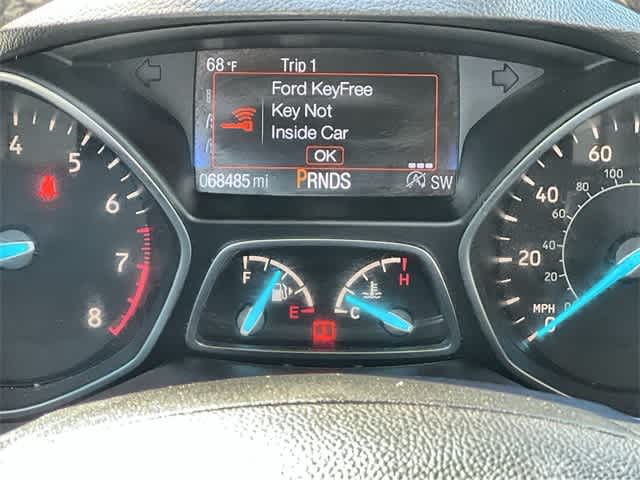 68 °F Trip 1
Ford KeyFree
Key Not
Inside Car
OK
068485 mi PRNDS SW
4
5
6
7
8
F
E
C
H
60
40
20
0
MPH
100
80
60
40
20
0